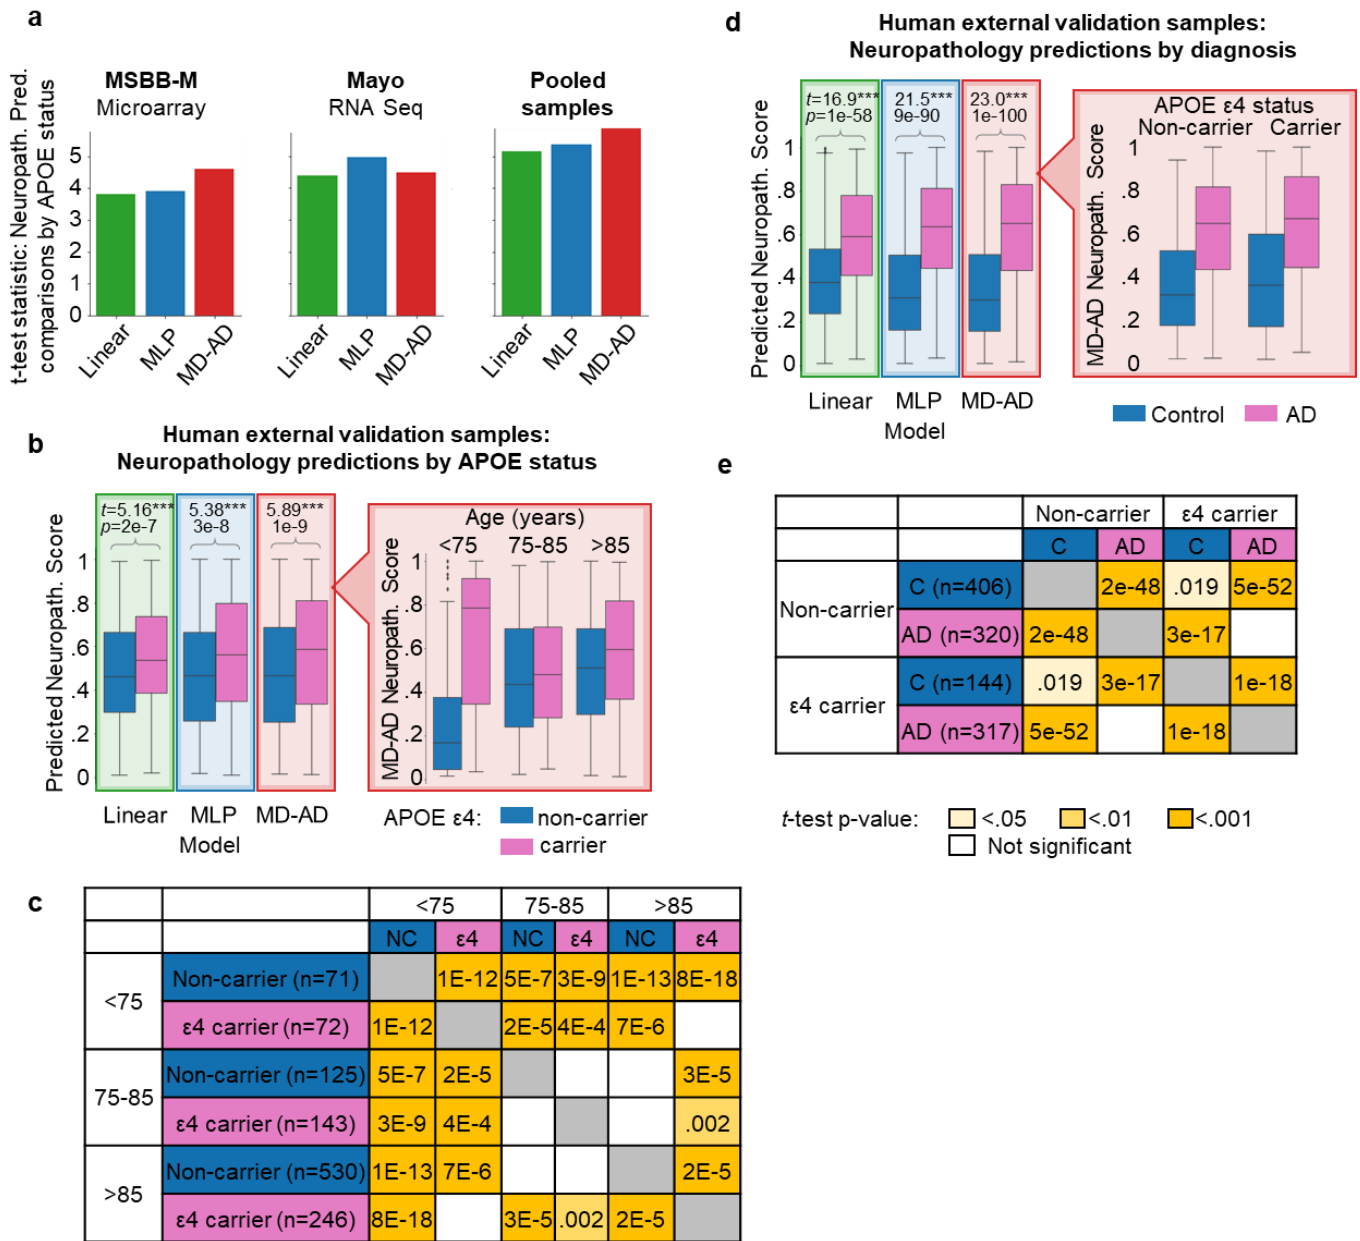 a
MSBB-M
Microarray
Mayo
RNA Seq
Pooled
samples
t-test statistic: Neuropath. Pred.
comparisons by APOE status
5
4
3
2
1
0
Linear
MLP
MD-AD
Linear
MLP
MD-AD
Linear
MLP
MD-AD
b
Human external validation samples:
Neuropathology predictions by APOE status
Predicted Neuropath. Score
1
.8
.6
.4
.2
0
t=5.16***
p=2e-7
5.38***
3e-8
5.89***
1e-9
Linear
MLP
MD-AD
Model
Age (years)
<75
75-85
>85
MD-AD Neuropath. Score
1
.8
.6
.4
.2
0
APOE ε4:
non-carrier
carrier
c
<75 75-85 >85
NC ε4 NC ε4 NC ε4
<75
Non-carrier (n=71) 1E-12 5E-7 3E-9 1E-13 8E-18
ε4 carrier (n=72) 1E-12 2E-5 4E-4 7E-6
75-85
Non-carrier (n=125) 5E-7 2E-5 3E-5
ε4 carrier (n=143) 3E-9 4E-4 .002
>85
Non-carrier (n=530) 1E-13 7E-6 2E-5
ε4 carrier (n=246) 8E-18 3E-5 .002 2E-5
d
Human external validation samples:
Neuropathology predictions by diagnosis
Predicted Neuropath. Score
1
.8
.6
.4
.2
0
t=16.9***
p=1e-58
21.5***
9e-90
23.0***
1e-100
Linear
MLP
MD-AD
Model
APOE ε4 status
Non-carrier Carrier
MD-AD Neuropath. Score
1
.8
.6
.4
.2
0
Control
AD
e
Non-carrier ε4 carrier
C AD C AD
Non-carrier
C (n=406) 2e-48 .019 5e-52
AD (n=320) 2e-48 3e-17
ε4 carrier
C (n=144) .019 3e-17 1e-18
AD (n=317) 5e-52 1e-18
t-test p-value: <.05 <.01 <.001
Not significant